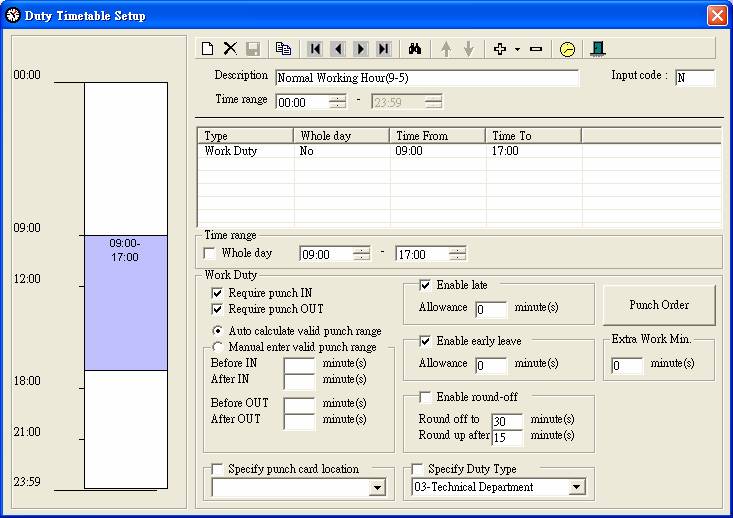 Duty Timetable Setup
00:00
09:00
12:00
18:00
21:00
23:59
09:00-
17:00
Description Normal Working Hour(9-5) Input code : N
Time range 00:00 - 23:59
Type Whole day Time From Time To
Work Duty No 09:00 17:00
Time range
Whole day 09:00 - 17:00
Work Duty
Require punch IN
Require punch OUT
Auto calculate valid punch range
Manual enter valid punch range
Before IN minute(s)
After IN minute(s)
Before OUT minute(s)
After OUT minute(s)
Specify punch card location
Enable late
Allowance 0 minute(s)
Enable early leave
Allowance 0 minute(s)
Enable round-off
Round off to 30 minute(s)
Round up after 15 minute(s)
Specify Duty Type
03-Technical Department
Punch Order
Extra Work Min.
0 minute(s)